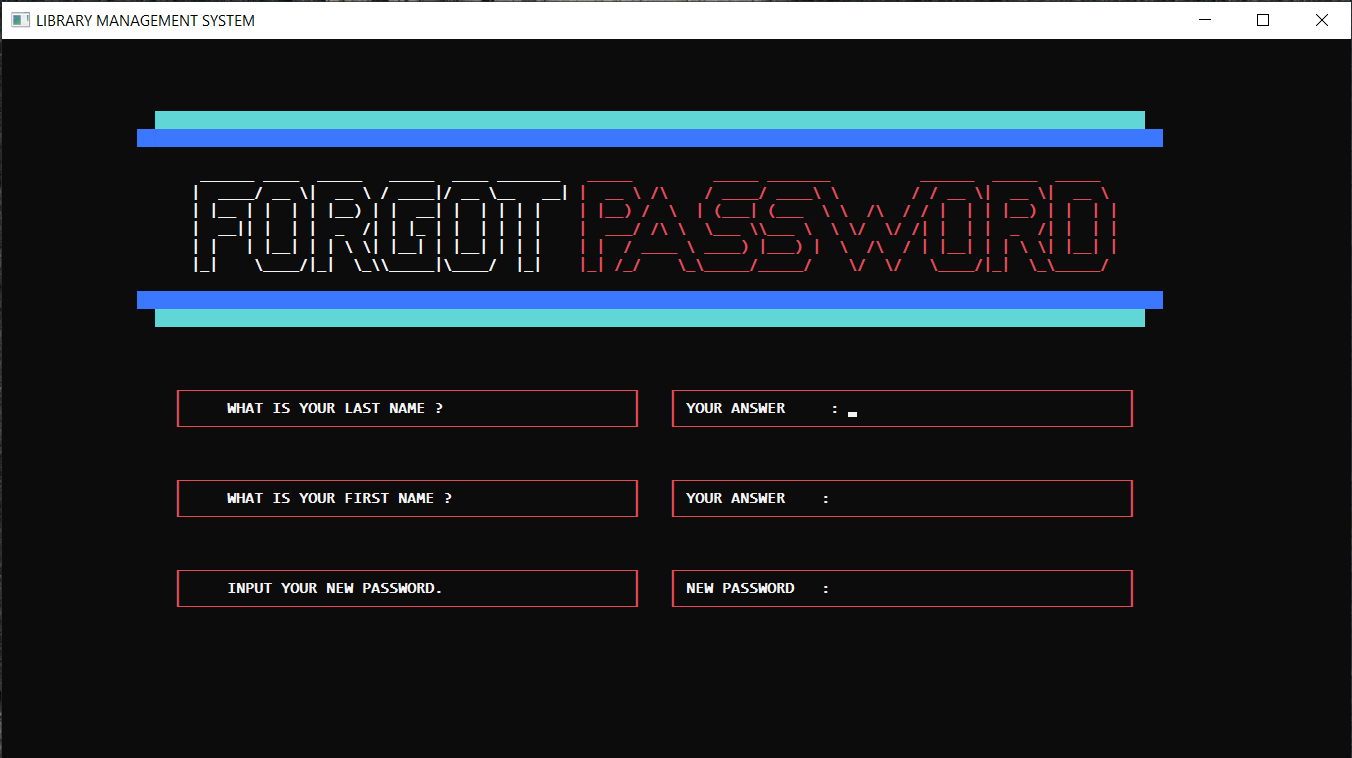 LIBRARY MANAGEMENT SYSTEM
FORGOT PASSWORD
WHAT IS YOUR LAST NAME ? YOUR ANSWER :
WHAT IS YOUR FIRST NAME ? YOUR ANSWER :
INPUT YOUR NEW PASSWORD. NEW PASSWORD :